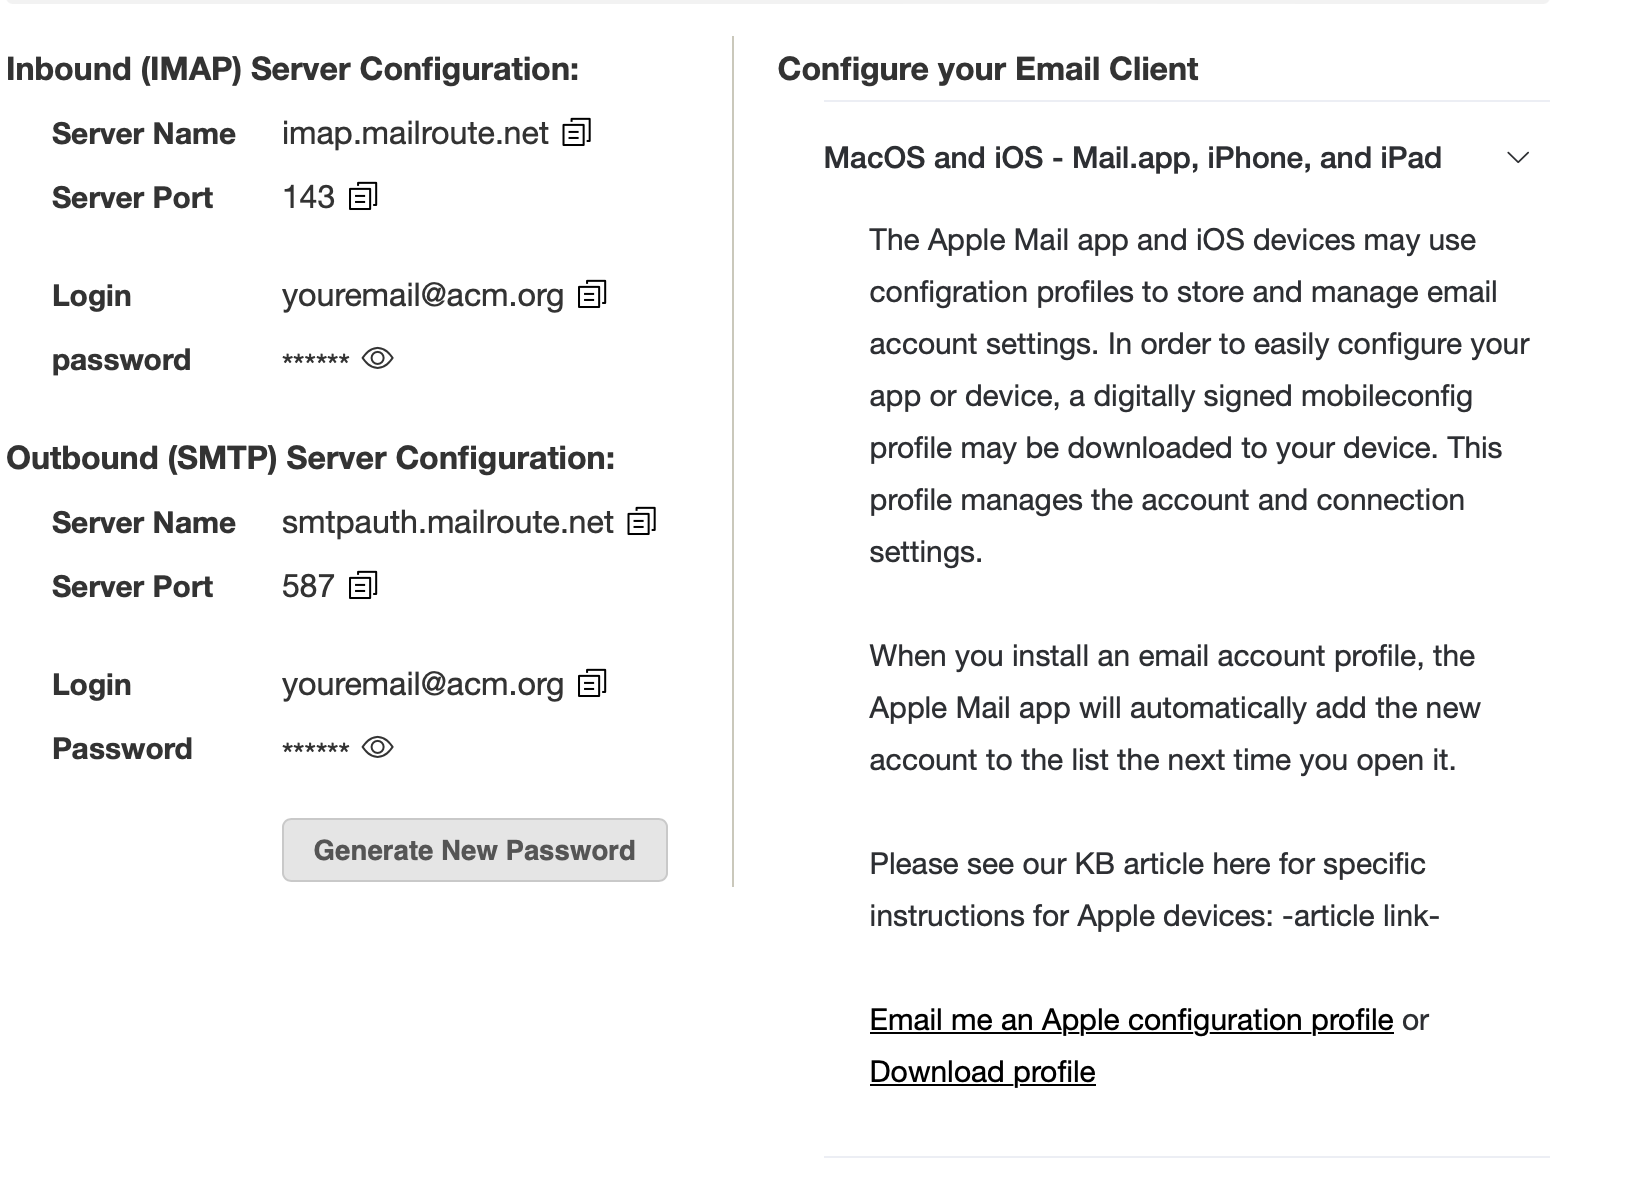 Inbound (IMAP) Server Configuration:
Server Name imap.mailroute.net
Server Port 143
Login youremail@acm.org
password ******
Outbound (SMTP) Server Configuration:
Server Name smtpauth.mailroute.net
Server Port 587
Login youremail@acm.org
Password ******
Generate New Password
Configure your Email Client
MacOS and iOS - Mail.app, iPhone, and iPad
The Apple Mail app and iOS devices may use
configration profiles to store and manage email
account settings. In order to easily configure your
app or device, a digitally signed mobileconfig
profile may be downloaded to your device. This
profile manages the account and connection
settings.
When you install an email account profile, the
Apple Mail app will automatically add the new
account to the list the next time you open it.
Please see our KB article here for specific
instructions for Apple devices: -article link-
Email me an Apple configuration profile or
Download profile